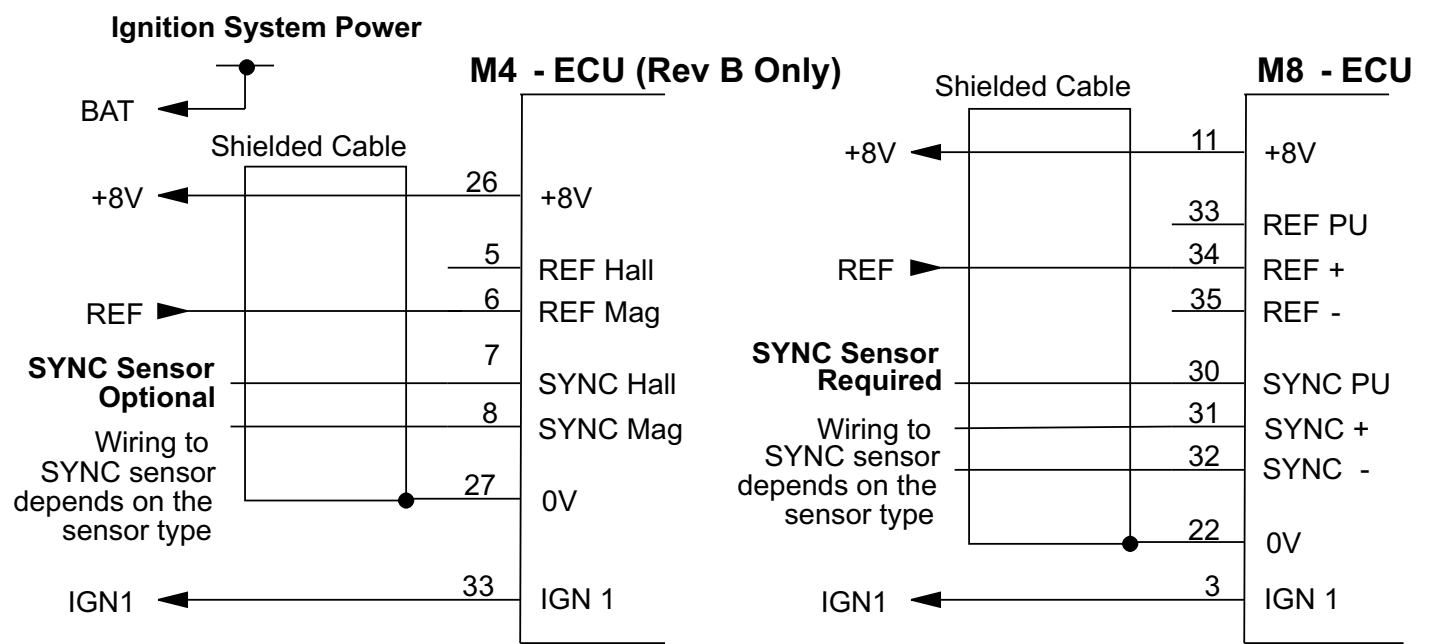 Ignition System Power
BAT
M4 - ECU (Rev B Only)
Shielded Cable
+8V
26
+8V
5
REF Hall
REF
6
REF Mag
SYNC Sensor
Optional
7
SYNC Hall
8
SYNC Mag
Wiring to
SYNC sensor
depends on the
sensor type
27
0V
IGN1
33
IGN 1
M8 - ECU
Shielded Cable
+8V
11
+8V
33
REF PU
REF
34
REF +
35
REF -
SYNC Sensor
Required
30
SYNC PU
31
SYNC +
32
SYNC -
Wiring to
SYNC sensor
depends on the
sensor type
22
0V
IGN1
3
IGN 1